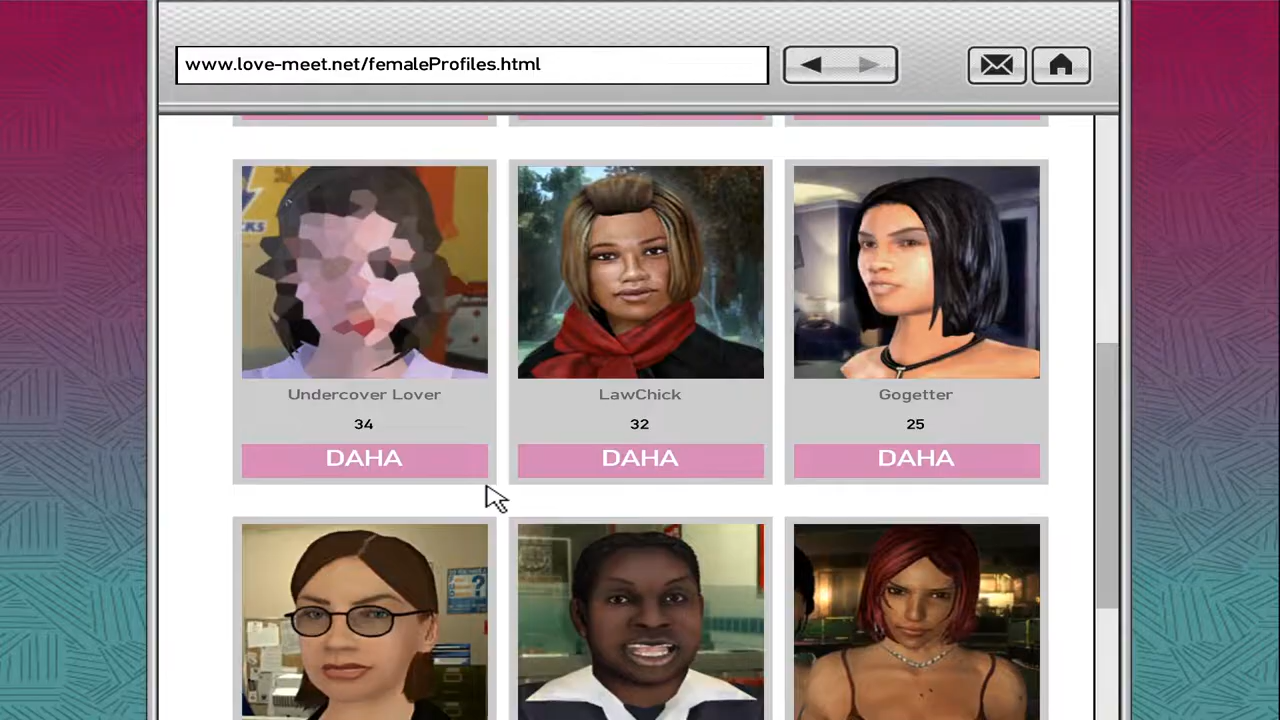 www.love-meet.net/femaleProfiles.html
Undercover Lover
LawChick
Gogetter
34
32
25
DAHA
DAHA
DAHA
?